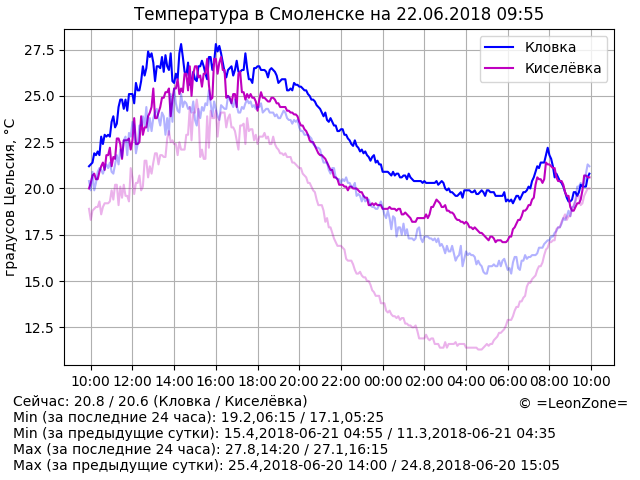 Температура в Смоленске на 22.06.2018 09:55
Кловка
Киселёвка
градусов Цельсия, °C
27.5
25.0
22.5
20.0
17.5
15.0
12.5
10:00 12:00 14:00 16:00 18:00 20:00 22:00 00:00 02:00 04:00 06:00 08:00 10:00
Сейчас: 20.8 / 20.6 (Кловка / Киселёвка)
© =LeonZone=
Min (за последние 24 часа): 19.2,06:15 / 17.1,05:25
Min (за предыдущие сутки): 15.4,2018-06-21 04:55 / 11.3,2018-06-21 04:35
Max (за последние 24 часа): 27.8,14:20 / 27.1,16:15
Max (за предыдущие сутки): 25.4,2018-06-20 14:00 / 24.8,2018-06-20 15:05